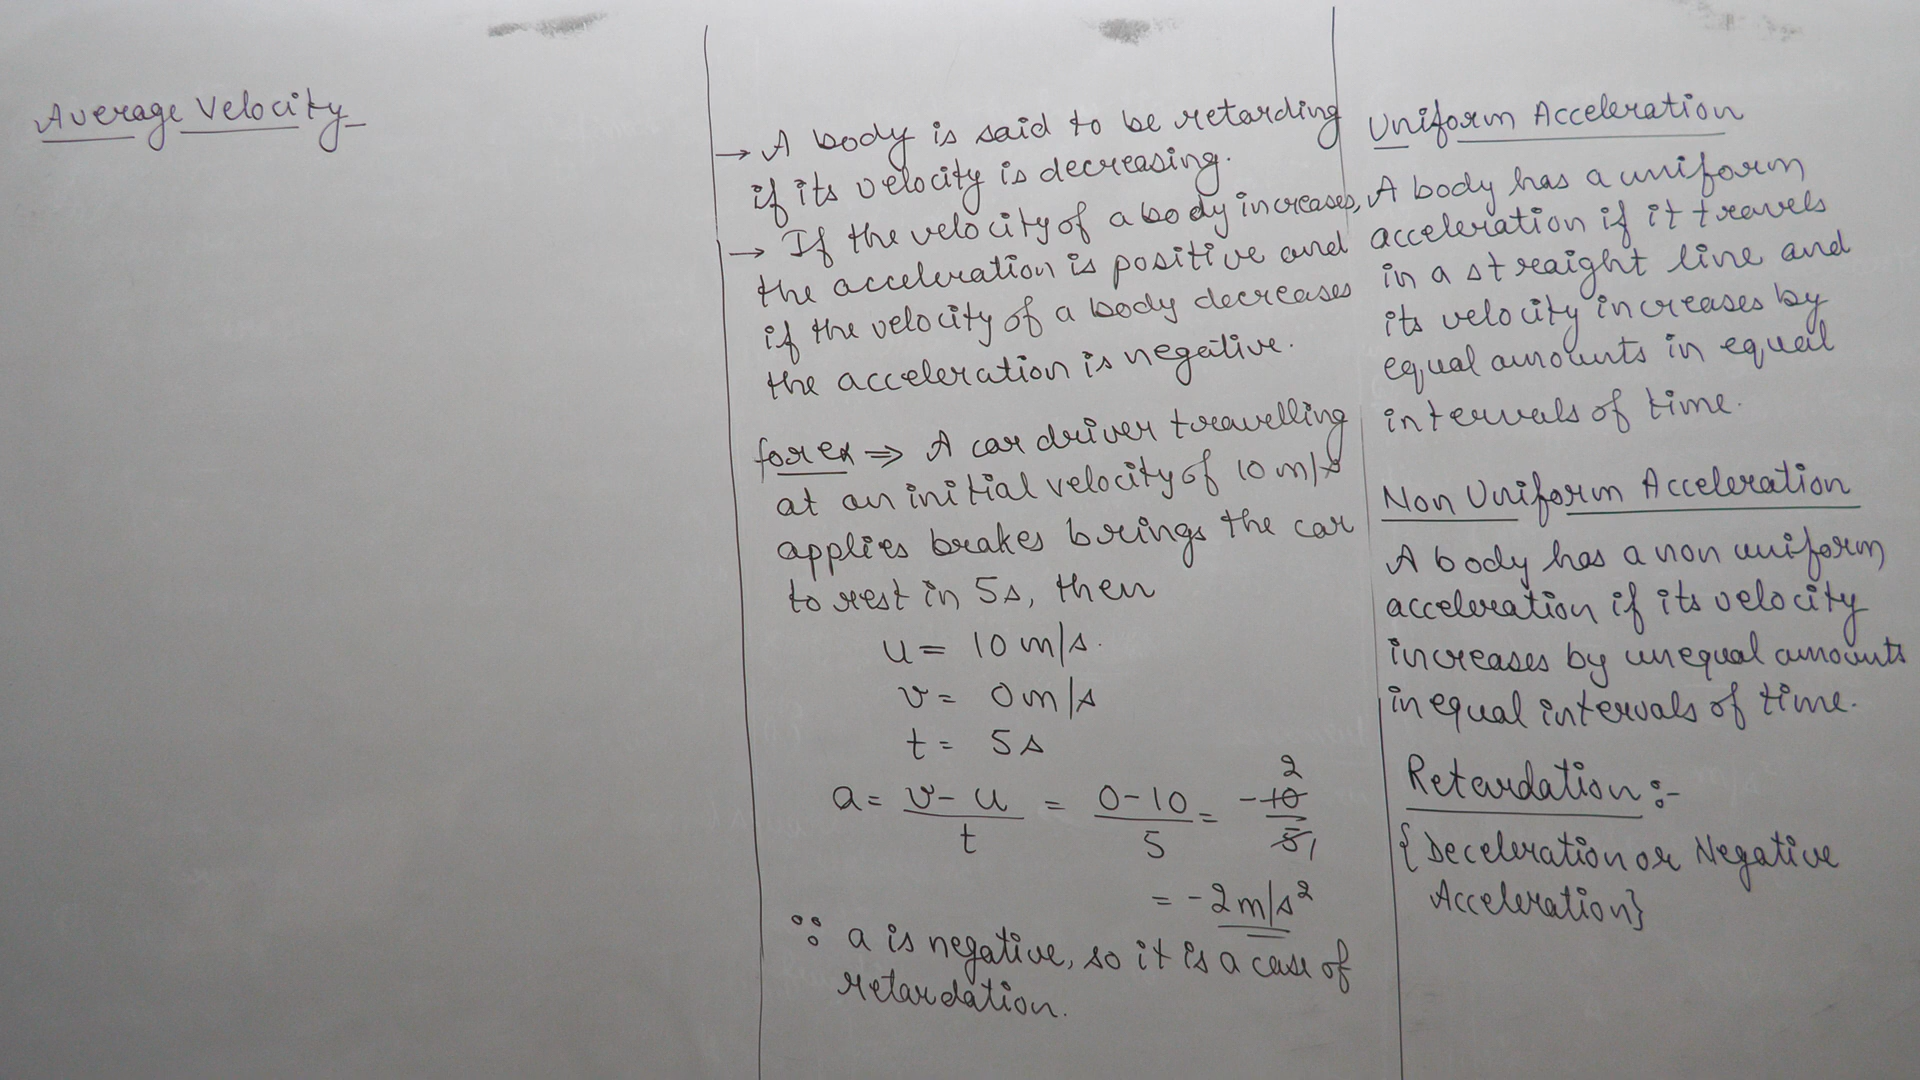 Average Velocity
→ A body is said to be retarding
if its velocity is decreasing.
→ If the velocity of a body increases,
the acceleration is positive and
if the velocity of a body decreases
the acceleration is negative.
for ex ⇒ A car driver travelling
at an initial velocity of 10 m/s
applies brakes brings the car
to rest in 5s, then
u = 10 m/s.
v = 0 m/s
t = 5s
a = v - u / t = 0 - 10 / 5 = - 10 / 5 2 1
= -2 m/s²
∵ a is negative, so it is a case of
retardation.
Uniform Acceleration
A body has a uniform
acceleration if it travels
in a straight line and
its velocity increases by
equal amounts in equal
intervals of time.
Non Uniform Acceleration
A body has a non uniform
acceleration if its velocity
increases by unequal amounts
in equal intervals of time.
Retardation :-
{Deceleration or Negative
Acceleration}